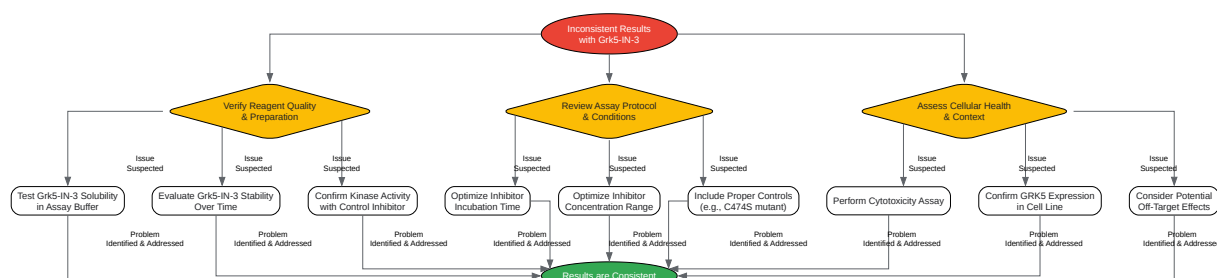 Inconsistent Results
with Grk5-IN-3
Verify Reagent Quality
& Preparation
Review Assay Protocol
& Conditions
Assess Cellular Health
& Context
Issue
Suspected
Issue
Suspected
Issue
Suspected
Issue
Suspected
Issue
Suspected
Issue
Suspected
Issue
Suspected
Issue
Suspected
Issue
Suspected
Test Grk5-IN-3 Solubility
in Assay Buffer
Evaluate Grk5-IN-3 Stability
Over Time
Confirm Kinase Activity
with Control Inhibitor
Optimize Inhibitor
Incubation Time
Optimize Inhibitor
Concentration Range
Include Proper Controls
(e.g., C474S mutant)
Perform Cytotoxicity Assay
Confirm GRK5 Expression
in Cell Line
Consider Potential
Off-Target Effects
Problem
Identified & Addressed
Problem
Identified & Addressed
Problem
Identified & Addressed
Problem
Identified & Addressed
Problem
Identified & Addressed
Problem
Identified & Addressed
Problem
Identified & Addressed
Problem
Identified & Addressed
Problem
Identified & Addressed
Results are Consistent